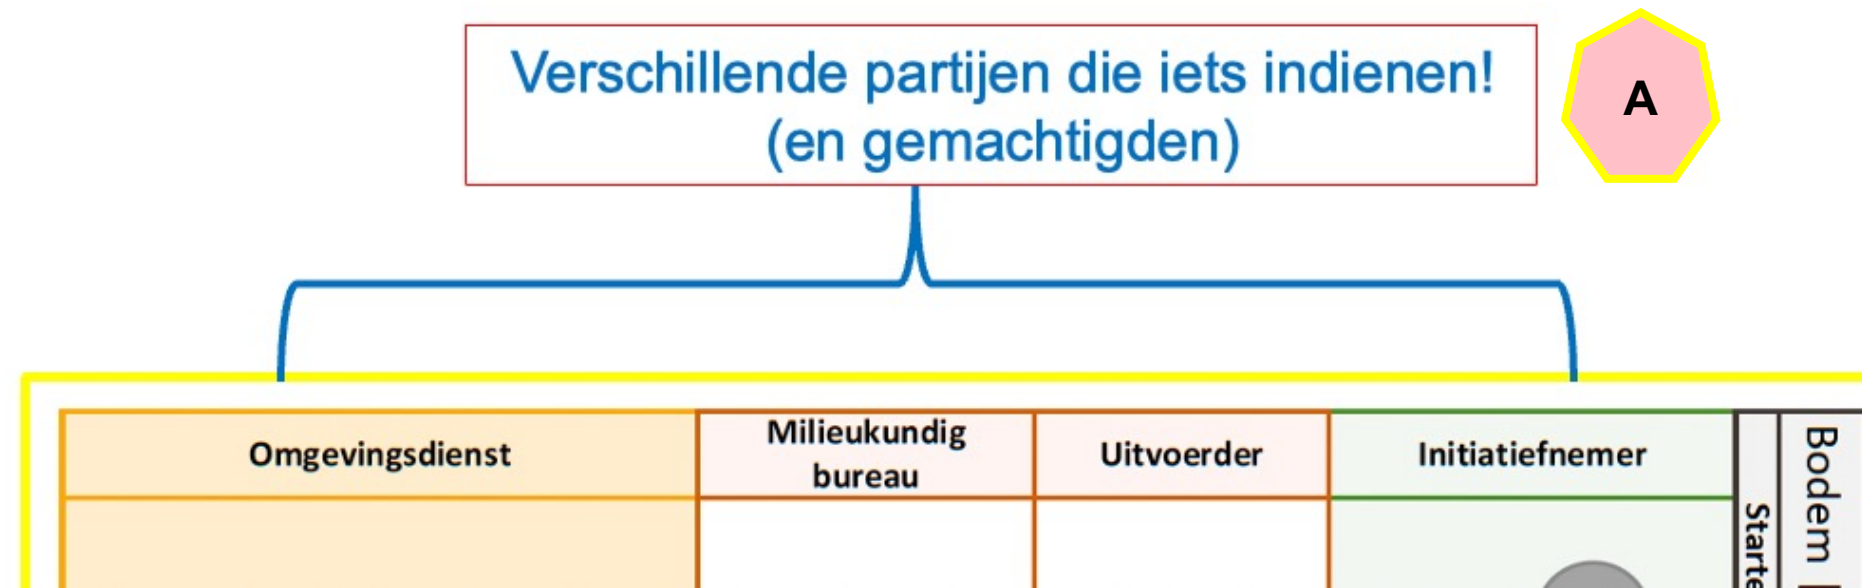 Verschillende partijen die iets indienen!
(en gemachtigden)
A
Omgevingsdienst
Milieukundig
bureau
Uitvoerder
Initiatiefnemer
Bodem